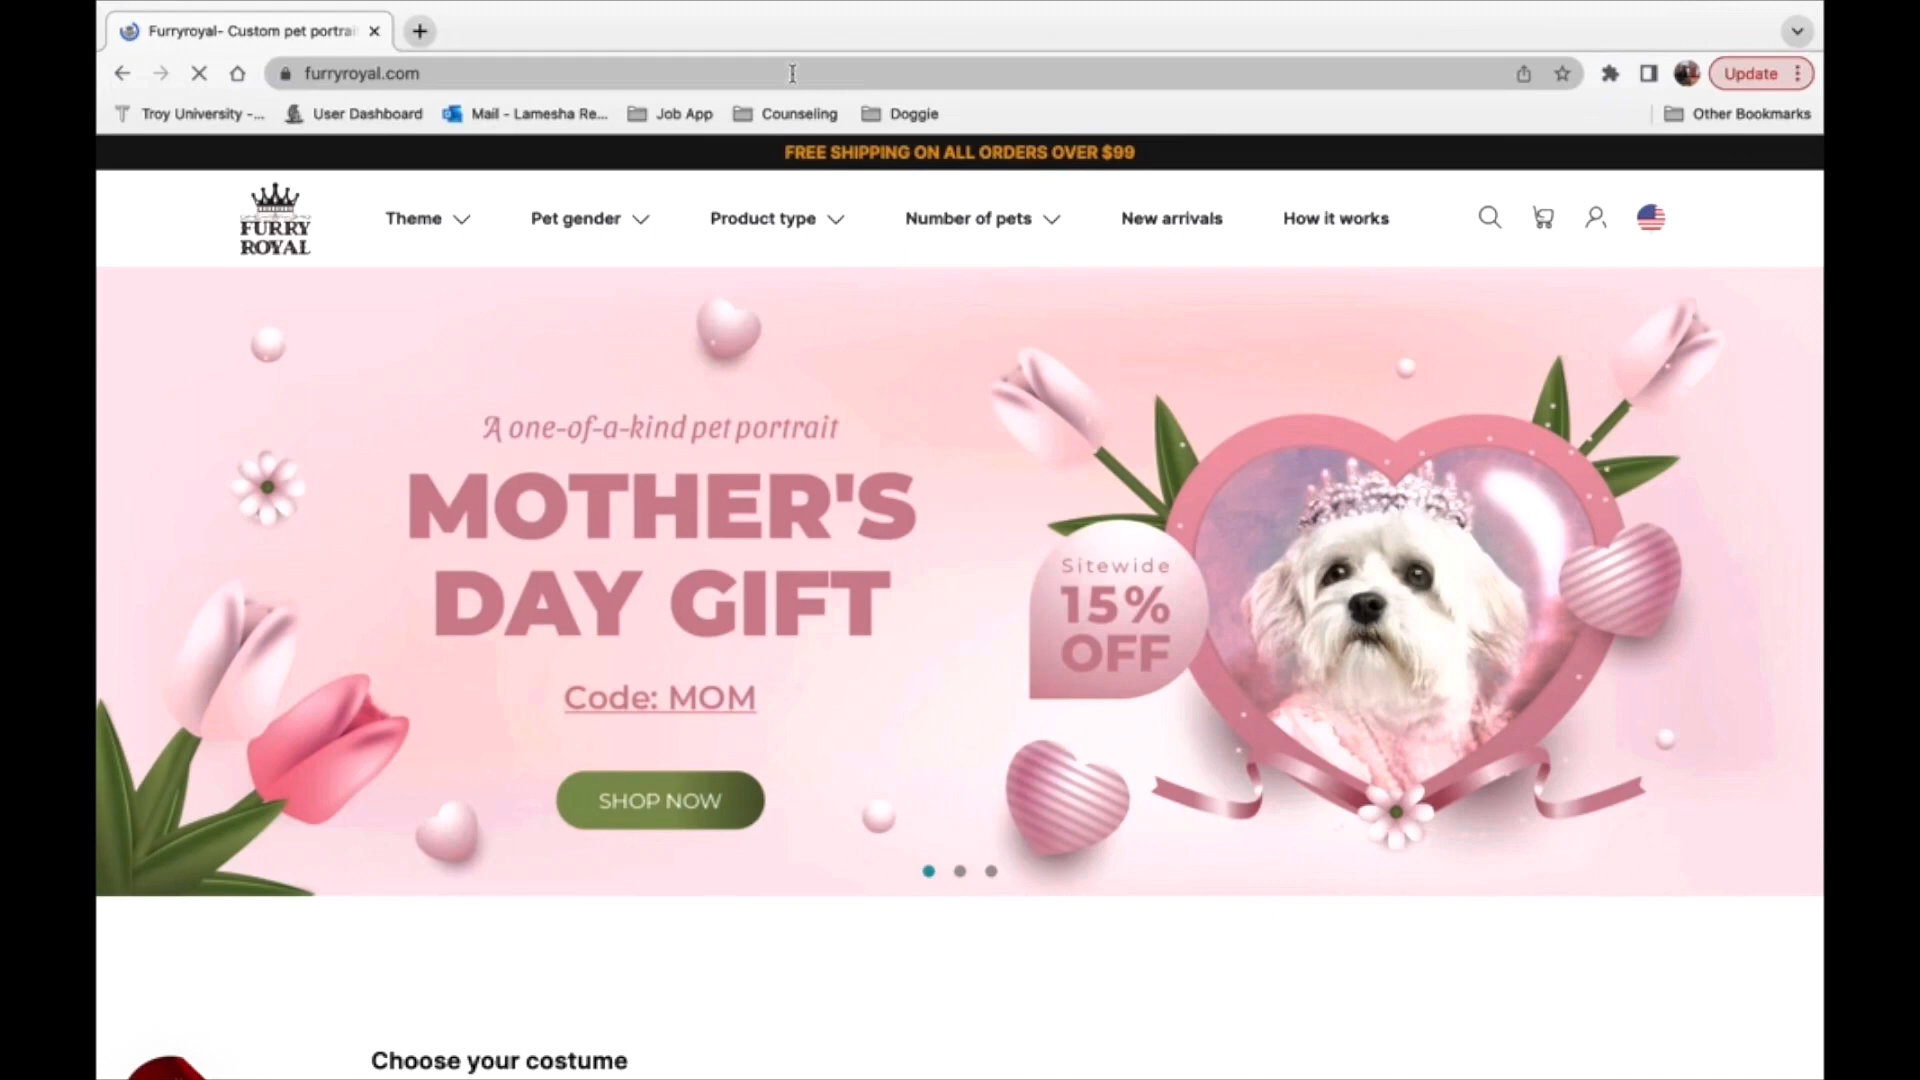 Furryroyal- Custom pet portrai
furryroyal.com
Update
Troy University -...
User Dashboard
Mail - Lamesha Re...
Job App
Counseling
Doggie
Other Bookmarks
FREE SHIPPING ON ALL ORDERS OVER $99
FURRY
ROYAL
Theme
Pet gender
Product type
Number of pets
New arrivals
How it works
A one-of-a-kind pet portrait
MOTHER'S
DAY GIFT
Code: MOM
SHOP NOW
Sitewide
15%
OFF
Choose your costume